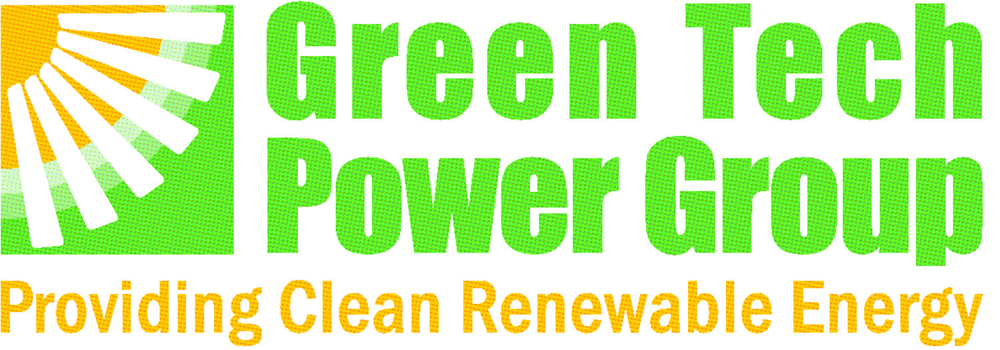 Green Tech
Power Group
Providing Clean Renewable Energy